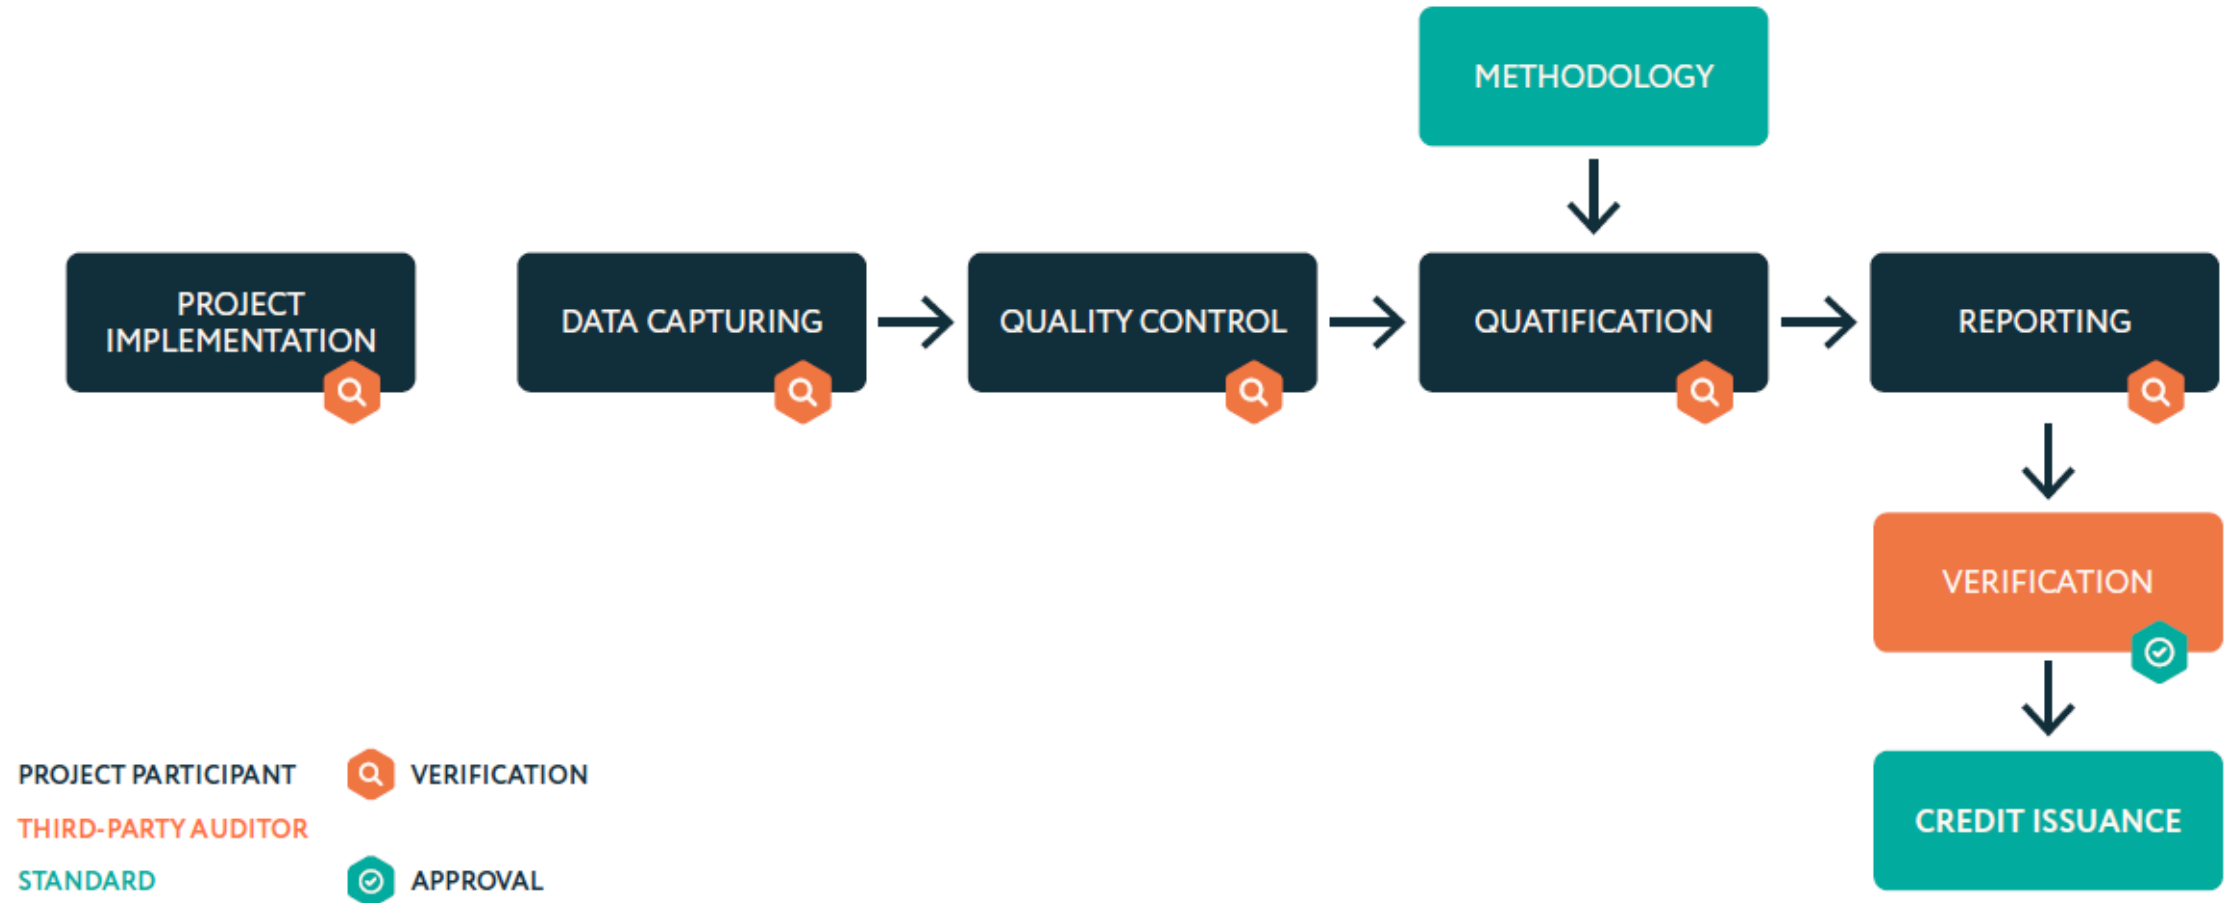 METHODOLOGY
PROJECT
IMPLEMENTATION
DATA CAPTURING
QUALITY CONTROL
QUATIFICATION
REPORTING
VERIFICATION
CREDIT ISSUANCE
PROJECT PARTICIPANT
VERIFICATION
THIRD-PARTY AUDITOR
STANDARD
APPROVAL